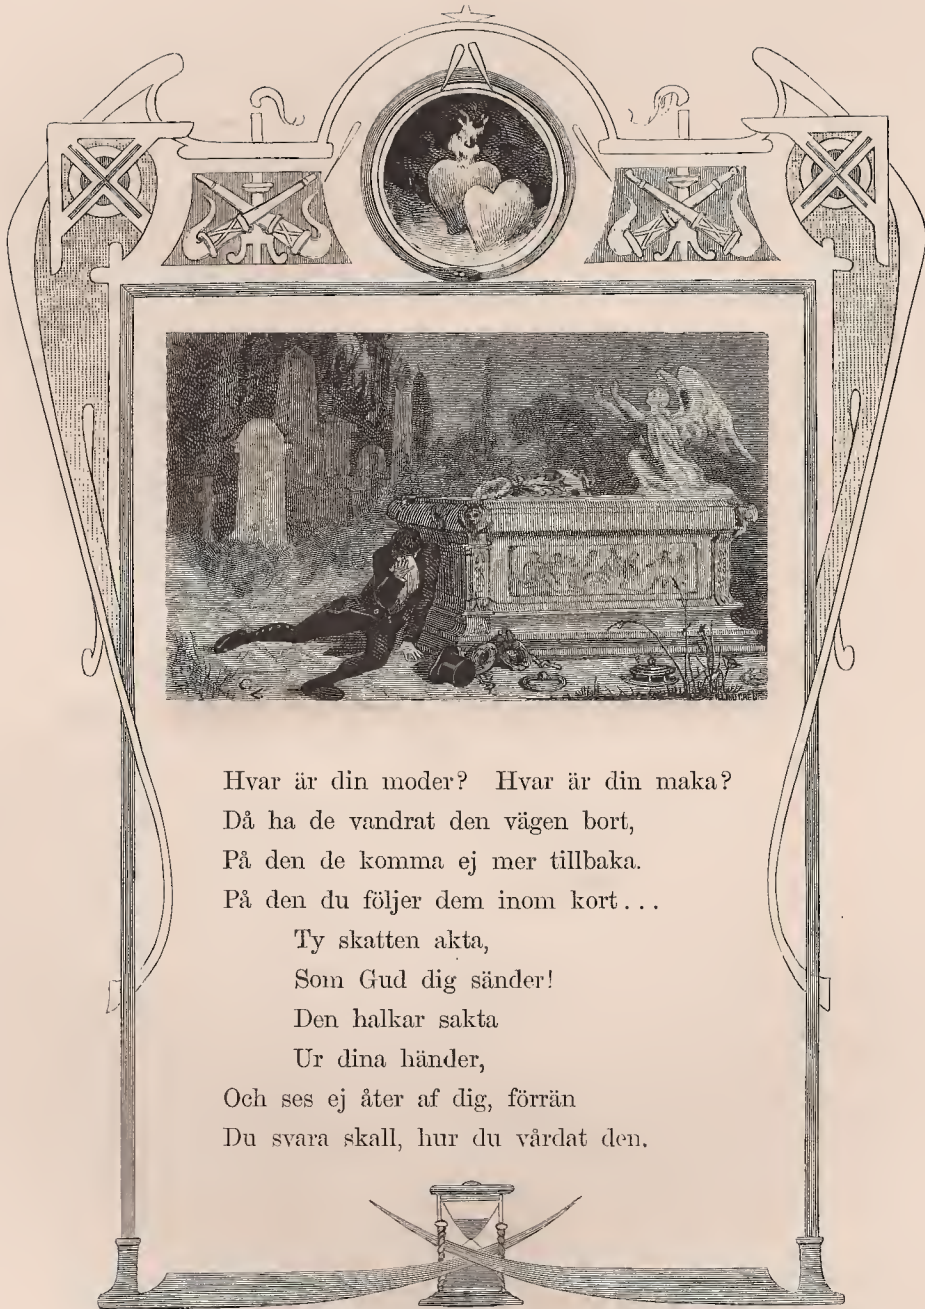 Hvar är din moder? Hvar är din maka?
Då ha de vandrat den vägen bort,
På den de komma ej mer tillbaka.
På den du följer dem inom kort...
Ty skatten akta,
Som Gud dig sänder!
Den halkar sakta
Ur dina händer,
Och ses ej åter af dig, förrän
Du svara skall, hur du vårdat den.